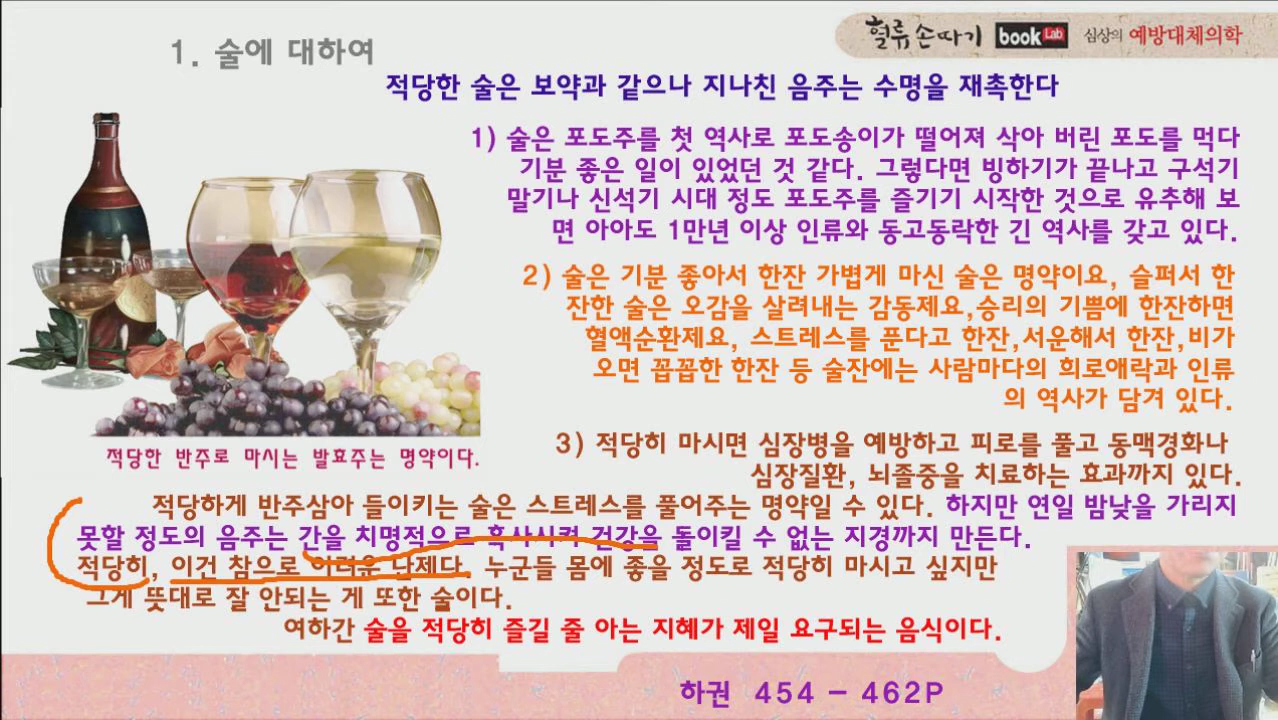 혈류 손따기 book Lab 심상의 예방대체의학
1. 술에 대하여
적당한 술은 보약과 같으나 지나친 음주는 수명을 재촉한다
1) 술은 포도주를 첫 역사로 포도송이가 떨어져 삭아 버린 포도를 먹다
기분 좋은 일이 있었던 것 같다. 그렇다면 빙하기가 끝나고 구석기
말기나 신석기 시대 정도 포도주를 즐기기 시작한 것으로 유추해 보
면 아아도 1만년 이상 인류와 동고동락한 긴 역사를 갖고 있다.
2) 술은 기분 좋아서 한잔 가볍게 마신 술은 명약이요, 슬퍼서 한
잔한 술은 오감을 살려내는 감동제요,승리의 기쁨에 한잔하면
혈액순환제요, 스트레스를 푼다고 한잔,서운해서 한잔,비가
오면 꼽꼽한 한잔 등 술잔에는 사람마다의 희로애락과 인류
의 역사가 담겨 있다.
3) 적당히 마시면 심장병을 예방하고 피로를 풀고 동맥경화나
심장질환, 뇌졸중을 치료하는 효과까지 있다.
적당한 반주로 마시는 발효주는 명약이다.
적당하게 반주삼아 들이키는 술은 스트레스를 풀어주는 명약일 수 있다. 하지만 연일 밤낮을 가리지
못할 정도의 음주는 간을 치명적으로 혹사시켜 건강을 돌이킬 수 없는 지경까지 만든다.
적당히, 이건 참으로 어려운 난제다. 누군들 몸에 좋을 정도로 적당히 마시고 싶지만
그게 뜻대로 잘 안되는 게 또한 술이다.
여하간 술을 적당히 즐길 줄 아는 지혜가 제일 요구되는 음식이다.
하권 454 - 462P